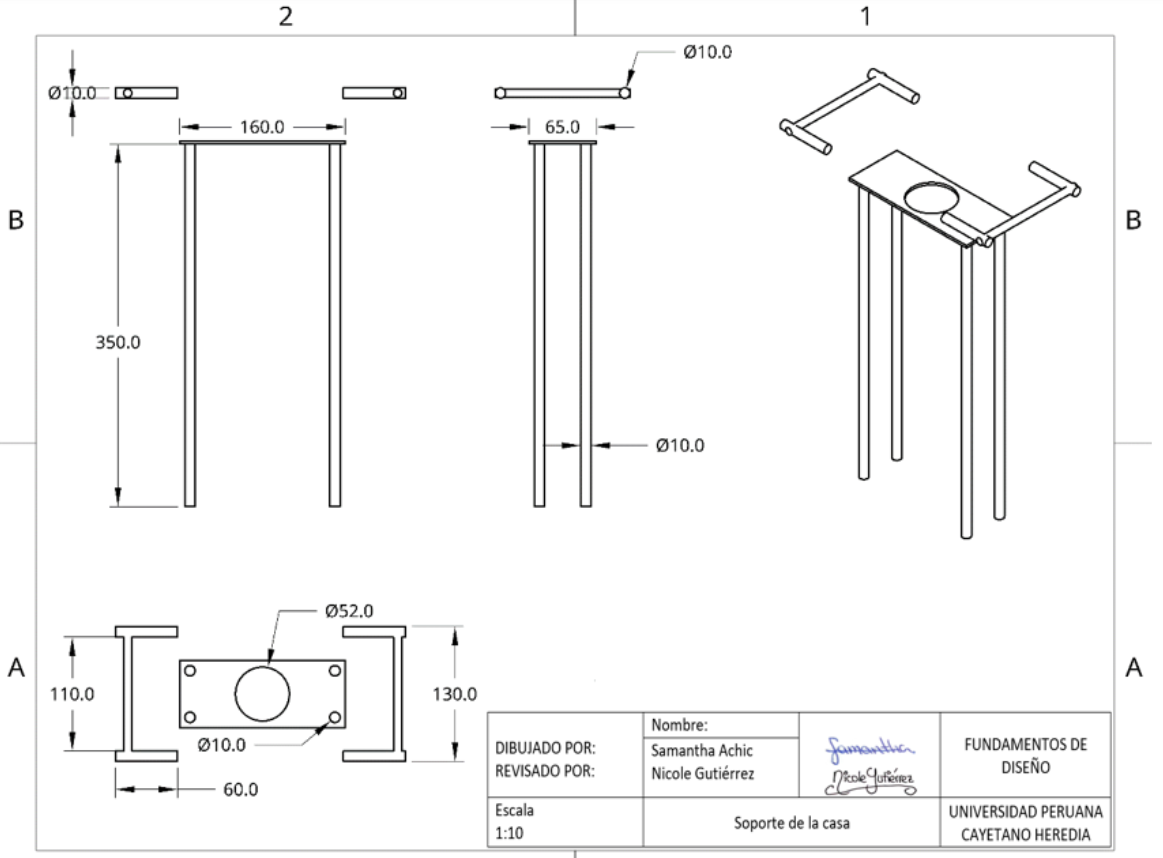 2
1
Ø10.0
Ø10.0
160.0
65.0
B
B
350.0
Ø10.0
Ø52.0
A
A
110.0
130.0
Ø10.0
60.0
DIBUJADO POR:
REVISADO POR:
Nombre:
Samantha Achic
Nicole Gutiérrez
Samantha
Nicole Gutiérrez
FUNDAMENTOS DE
DISEÑO
Escala
1:10
Soporte de la casa
UNIVERSIDAD PERUANA
CAYETANO HEREDIA